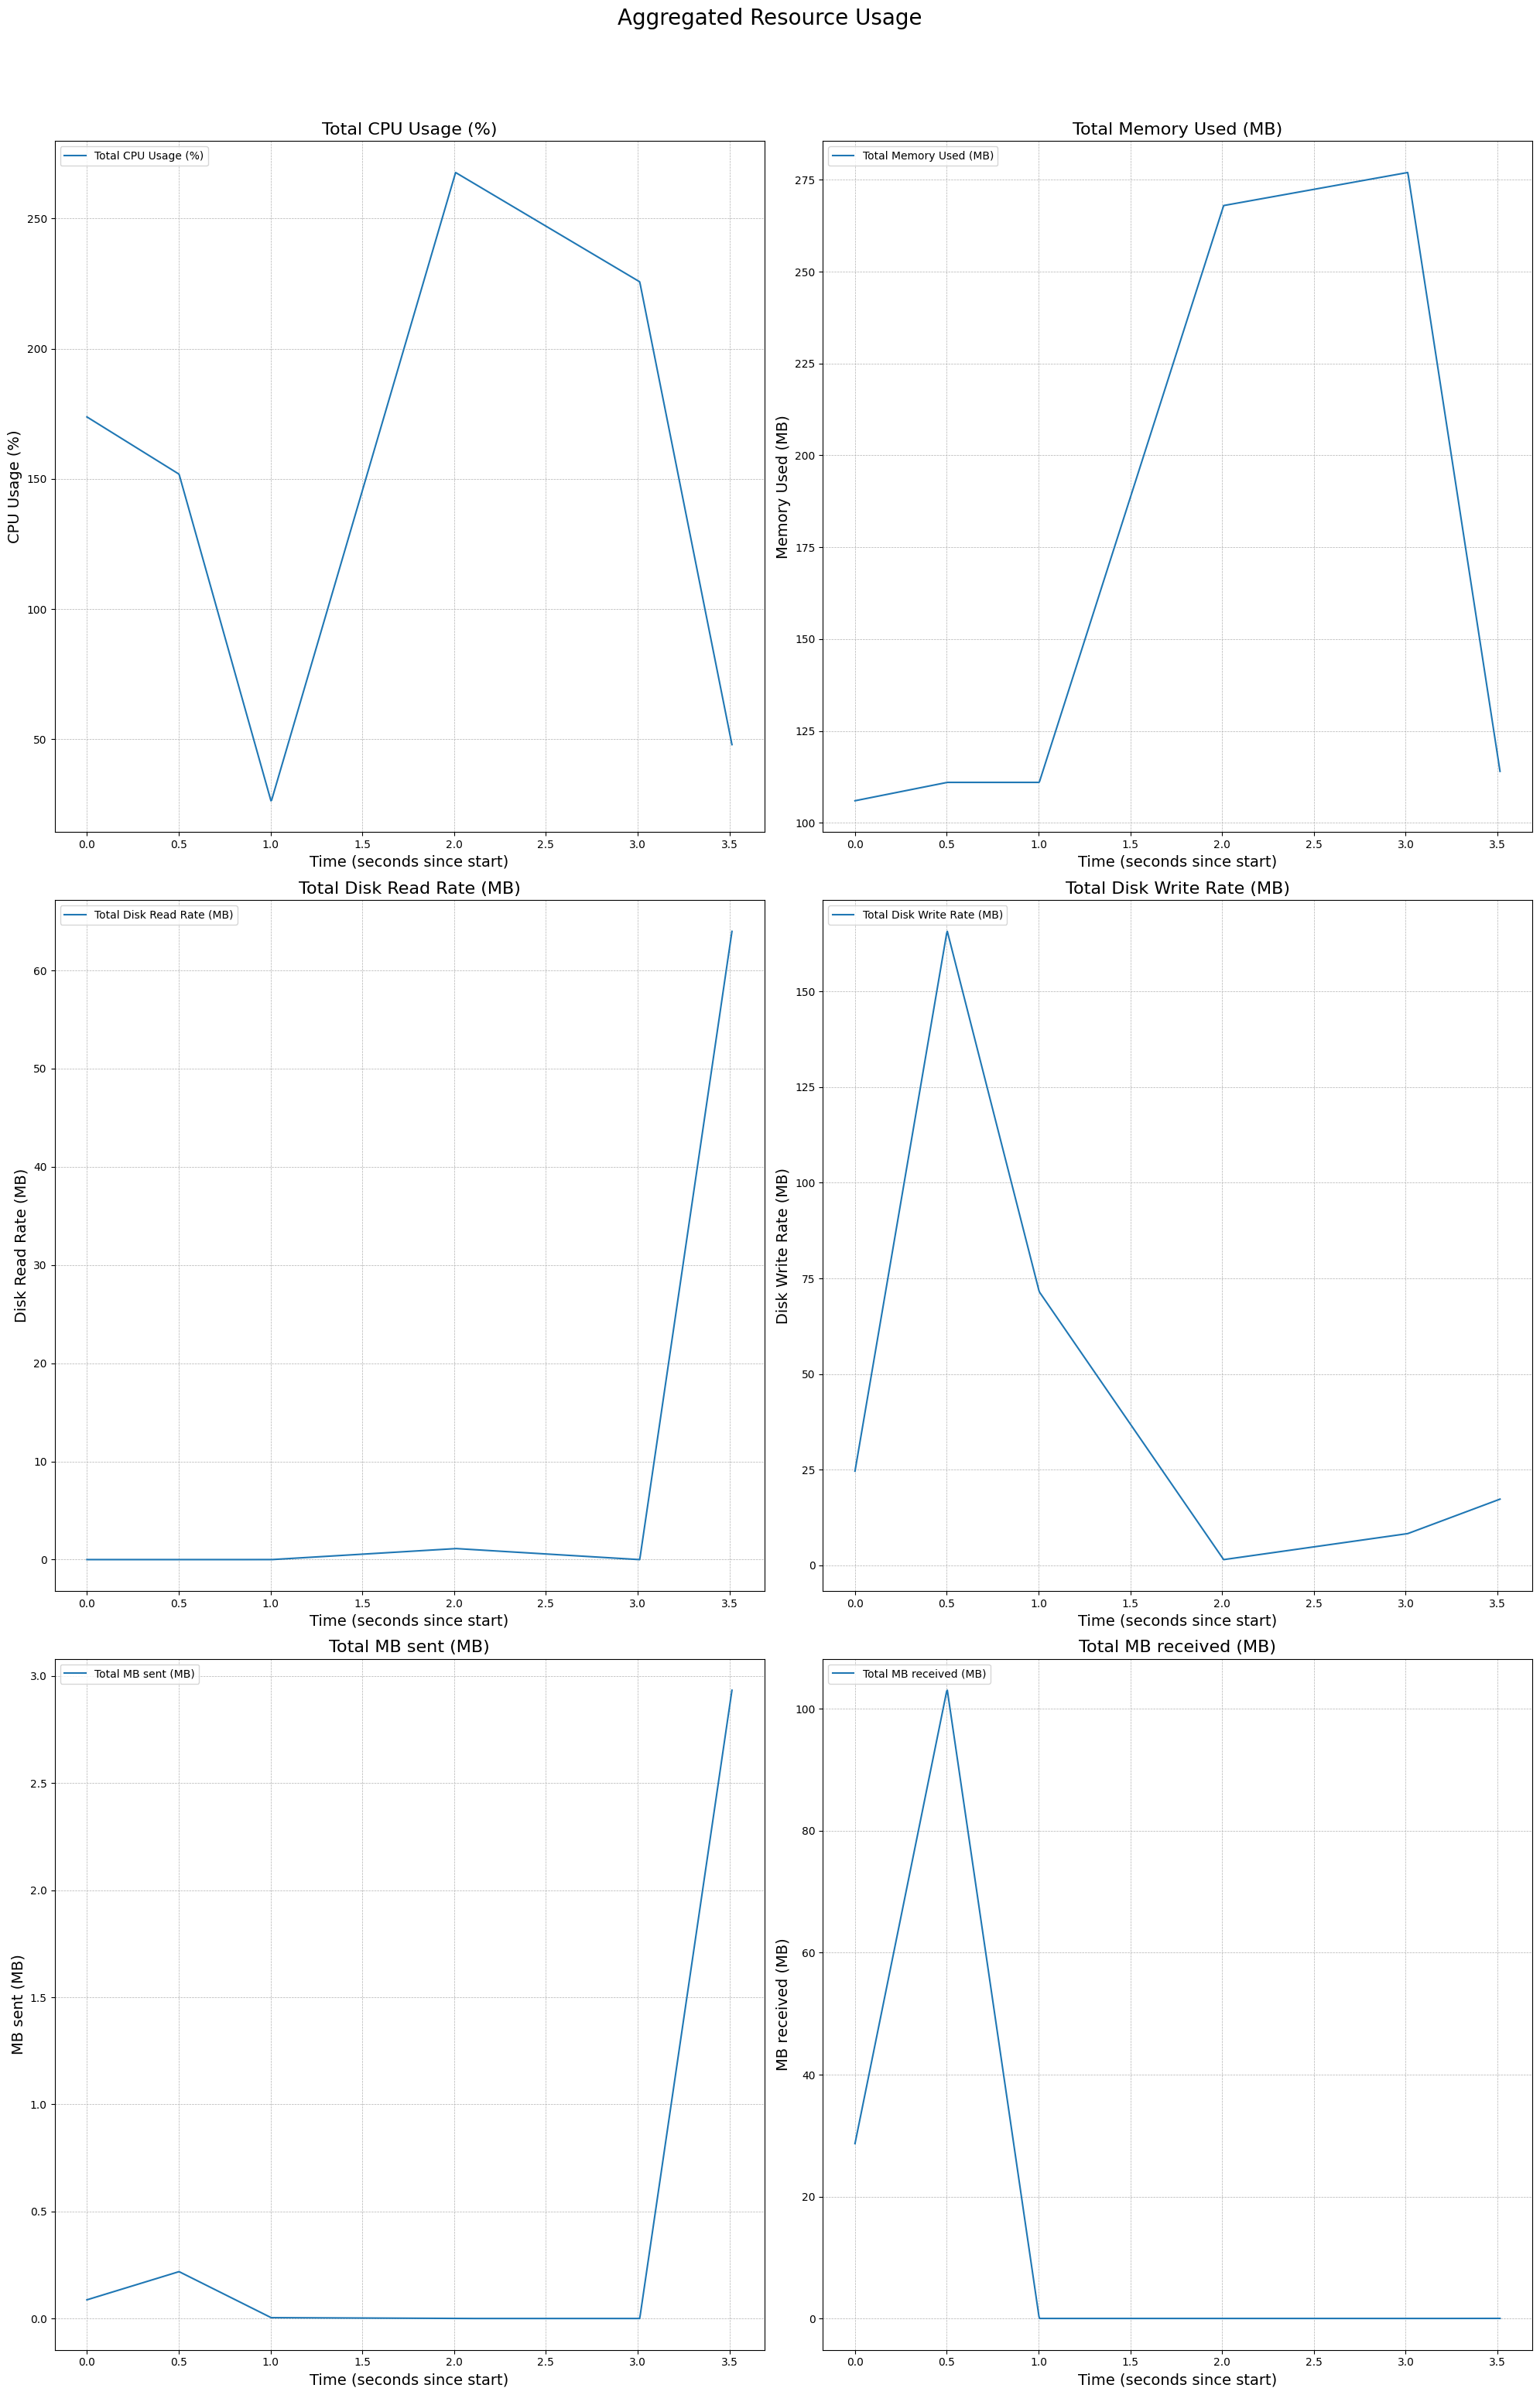 Aggregated Resource Usage
Total CPU Usage (%)
Total CPU Usage (%)
CPU Usage (%)
250
200
150
100
50
0.0 0.5 1.0 1.5 2.0 2.5 3.0 3.5
Time (seconds since start)
Total Memory Used (MB)
Total Memory Used (MB)
Memory Used (MB)
275
250
225
200
175
150
125
100
0.0 0.5 1.0 1.5 2.0 2.5 3.0 3.5
Time (seconds since start)
Total Disk Read Rate (MB)
Total Disk Read Rate (MB)
Disk Read Rate (MB)
60
50
40
30
20
10
0
0.0 0.5 1.0 1.5 2.0 2.5 3.0 3.5
Time (seconds since start)
Total Disk Write Rate (MB)
Total Disk Write Rate (MB)
Disk Write Rate (MB)
150
125
100
75
50
25
0
0.0 0.5 1.0 1.5 2.0 2.5 3.0 3.5
Time (seconds since start)
Total MB sent (MB)
Total MB sent (MB)
MB sent (MB)
3.0
2.5
2.0
1.5
1.0
0.5
0.0
0.0 0.5 1.0 1.5 2.0 2.5 3.0 3.5
Time (seconds since start)
Total MB received (MB)
Total MB received (MB)
MB received (MB)
100
80
60
40
20
0
0.0 0.5 1.0 1.5 2.0 2.5 3.0 3.5
Time (seconds since start)